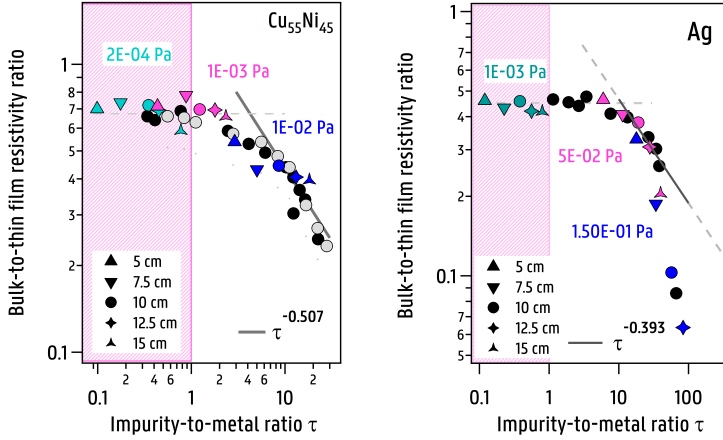 Cu55Ni45
2E-04 Pa
1E-03 Pa
1E-02 Pa
Bulk-to-thin film resistivity ratio
1
8
7
6
5
4
3
2
0.1
5 cm
7.5 cm
10 cm
12.5 cm
15 cm
τ-0.507
0.1
2
4
6
1
2
4
6
10
2
Impurity-to-metal ratio τ
Ag
1E-03 Pa
5E-02 Pa
1.50E-01 Pa
Bulk-to-thin film resistivity ratio
1
8
7
6
5
4
3
2
0.1
8
7
6
5
5 cm
7.5 cm
10 cm
12.5 cm
15 cm
τ-0.393
0.1
1
10
100
Impurity-to-metal ratio τ